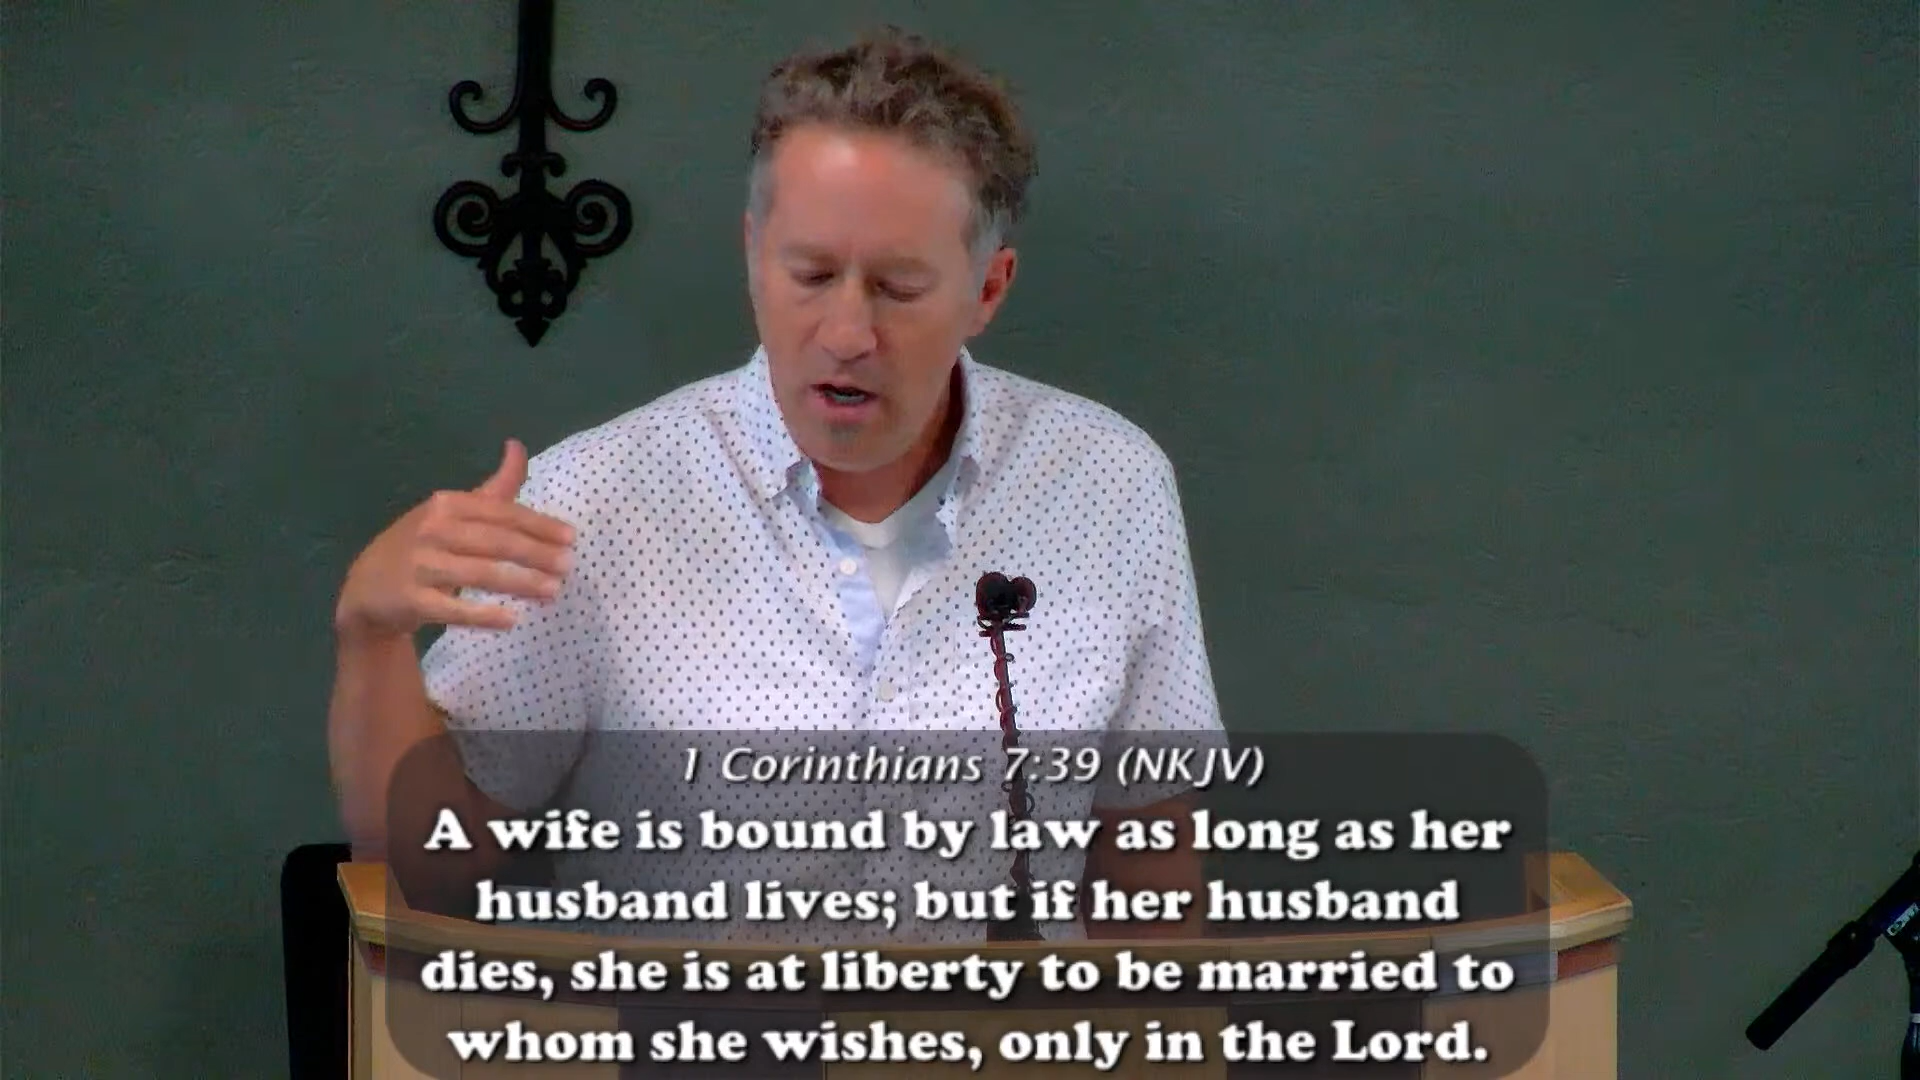 1 Corinthians 7:39 (NKJV)
A wife is bound by law as long as her
husband lives; but if her husband
dies, she is at liberty to be married to
whom she wishes, only in the Lord.